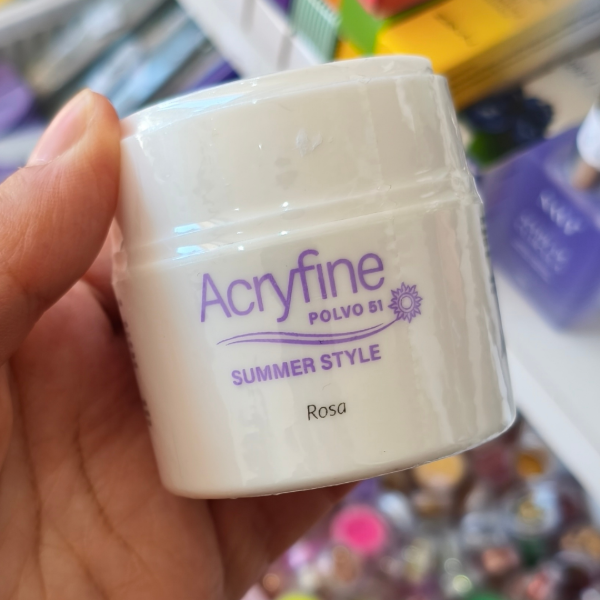 Acryfine
POLVO 51
SUMMER STYLE
Rosa